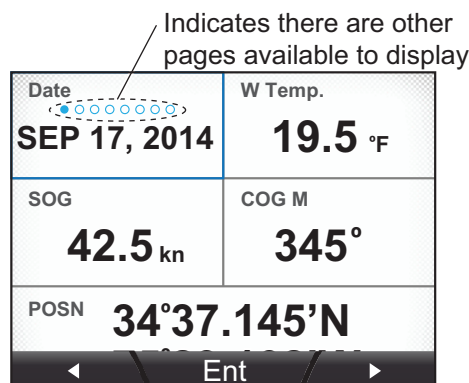 Indicates there are other
pages available to display
Date
W Temp.
SEP 17, 2014
19.5 °F
SOG
COG M
42.5 kn
345°
POSN
34°37.145’N
Ent